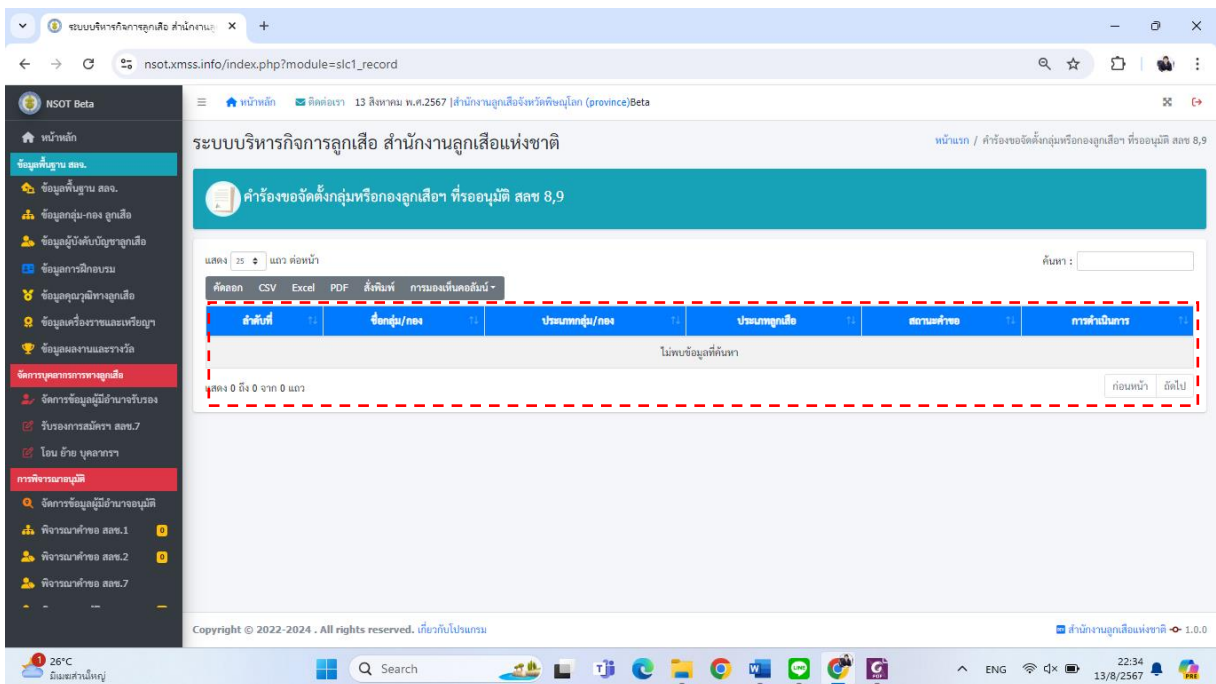 ระบบบริหารกิจการลูกเสือ สำนักงานลู
nsot.xmss.info/index.php?module=slc1_record
NSOT Beta
หน้าหลัก ติดต่อเรา 13 สิงหาคม พ.ศ.2567 |สำนักงานลูกเสือจังหวัดพิษณุโลก (province)Beta
หน้าหลัก
ระบบบริหารกิจการลูกเสือ สำนักงานลูกเสือแห่งชาติ
หน้าแรก / คำร้องขอจัดตั้งกลุ่มหรือกองลูกเสือฯ ที่รออนุมัติ สลช 8,9
ข้อมูลพื้นฐาน สลจ.
ข้อมูลพื้นฐาน สลจ.
ข้อมูลกลุ่ม-กอง ลูกเสือ
ข้อมูลผู้บังคับบัญชาลูกเสือ
ข้อมูลการฝึกอบรม
ข้อมูลคุณวุฒิทางลูกเสือ
ข้อมูลเครื่องราชและเหรียญฯ
ข้อมูลผลงานและรางวัล
จัดการบุคลากรทางลูกเสือ
จัดการข้อมูลผู้มีอำนาจรับรอง
รับรองการสมัครฯ สลช.7
โอน ย้าย บุคลากรฯ
การพิจารณาอนุมัติ
จัดการข้อมูลผู้มีอำนาจอนุมัติ
พิจารณาคำขอ สลช.1 0
พิจารณาคำขอ สลช.2 0
พิจารณาคำขอ สลช.7
คำร้องขอจัดตั้งกลุ่มหรือกองลูกเสือฯ ที่รออนุมัติ สลช 8,9
แสดง 25 แถว ต่อหน้า
ค้นหา :
คัดลอก CSV Excel PDF สั่งพิมพ์ การมองเห็นคอลัมน์
ลำดับที่ ชื่อกลุ่ม/กอง ประเภทกลุ่ม/กอง ประเภทลูกเสือ สถานะคำขอ การดำเนินการ
ไม่พบข้อมูลที่ค้นหา
แสดง 0 ถึง 0 จาก 0 แถว
ก่อนหน้า ถัดไป
Copyright © 2022-2024 . All rights reserved. เกี่ยวกับโปรแกรม
สำนักงานลูกเสือแห่งชาติ 1.0.0
1
26°C
มีเมฆส่วนใหญ่
Search
ENG
22:34
13/8/2567